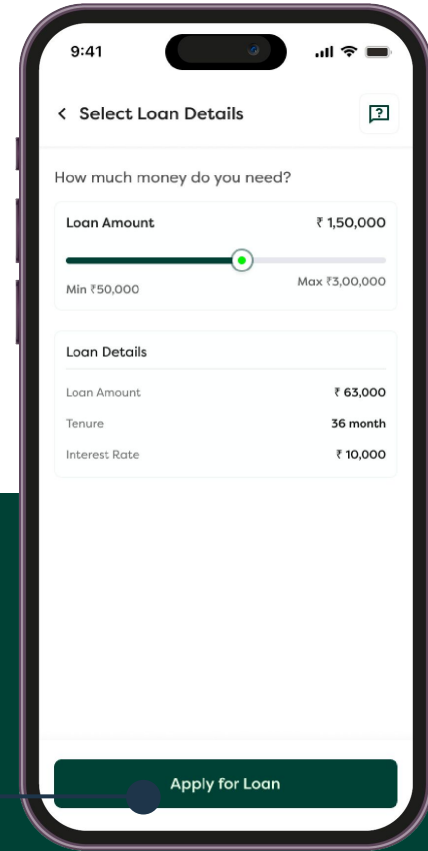 9:41
Select Loan Details
?
How much money do you need?
Loan Amount ₹ 1,50,000
Min ₹50,000 Max ₹3,00,000
Loan Details
Loan Amount ₹ 63,000
Tenure 36 month
Interest Rate ₹ 10,000
Apply for Loan